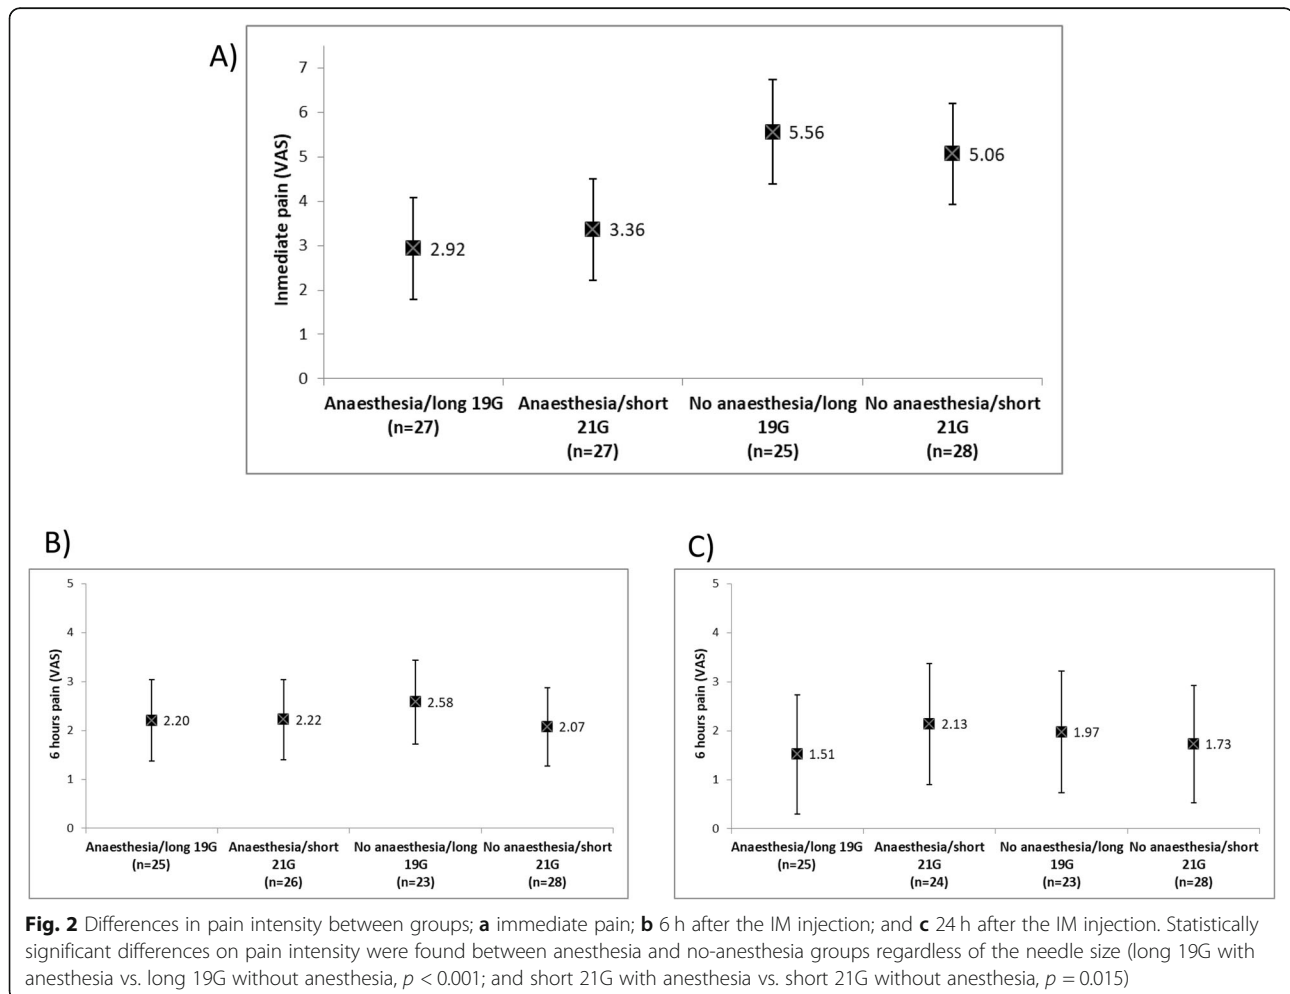 A)
Inmediate pain (VAS)
7
6
5
4
3
2
1
0
2.92
3.36
5.56
5.06
Anaesthesia/long 19G
(n=27)
Anaesthesia/short
21G
(n=27)
No anaesthesia/long
19G
(n=25)
No anaesthesia/short
21G
(n=28)
B)
6 hours pain (VAS)
5
4
3
2
1
0
2.20
2.22
2.58
2.07
Anaesthesia/long 19G
(n=25)
Anaesthesia/short
21G
(n=26)
No anaesthesia/long
19G
(n=23)
No anaesthesia/short
21G
(n=28)
C)
6 hours pain (VAS)
5
4
3
2
1
0
1.51
2.13
1.97
1.73
Anaesthesia/long 19G
(n=25)
Anaesthesia/short
21G
(n=24)
No anaesthesia/long
19G
(n=23)
No anaesthesia/short
21G
(n=28)
Fig. 2 Differences in pain intensity between groups; a immediate pain; b 6 h after the IM injection; and c 24 h after the IM injection. Statistically
significant differences on pain intensity were found between anesthesia and no-anesthesia groups regardless of the needle size (long 19G with
anesthesia vs. long 19G without anesthesia, p < 0.001; and short 21G with anesthesia vs. short 21G without anesthesia, p = 0.015)